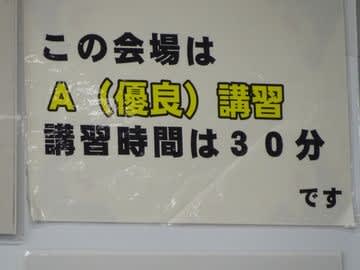 この会場は
A（優良）講習
講習時間は３０分
です